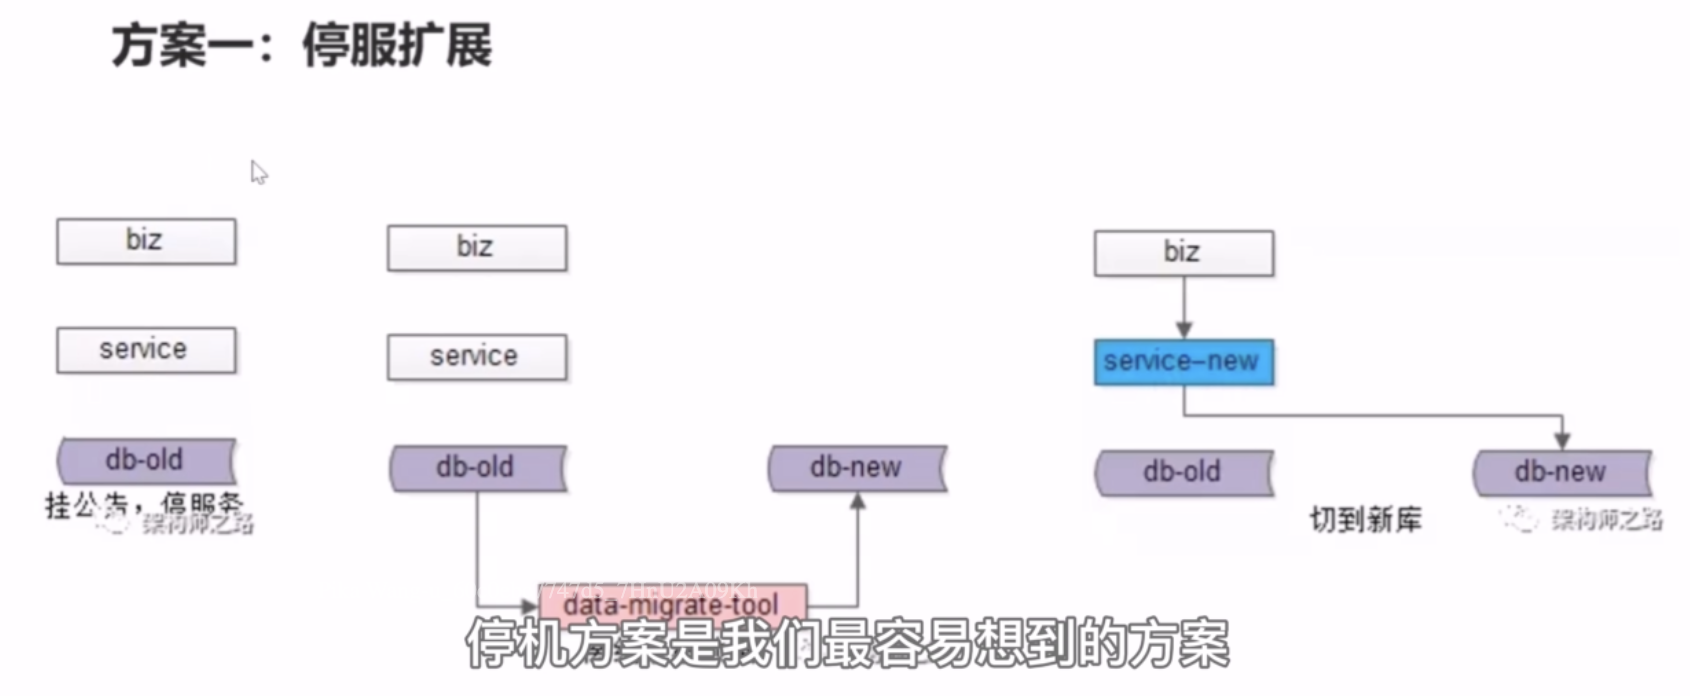 方案一：停服扩展
biz
service
db-old
挂公告，停服务
架构师之路
biz
service
db-old
db-new
data-migrate-tool
biz
service–new
db-old
db-new
切到新库
架构师之路
停机方案是我们最容易想到的方案